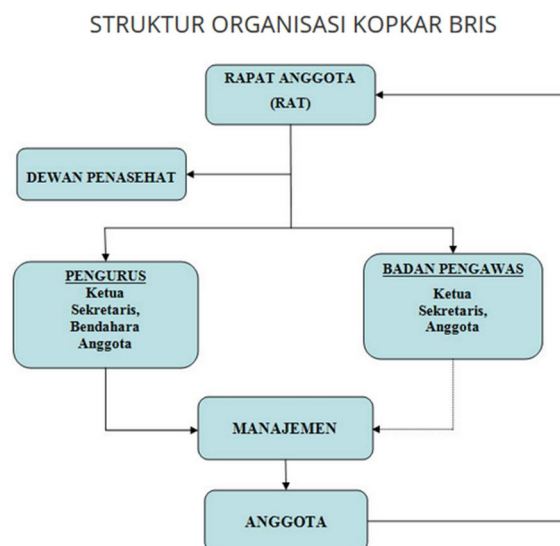 STRUKTUR ORGANISASI KOPKAR BRIS
RAPAT ANGGOTA
(RAT)
DEWAN PENASEHAT
PENGURUS
Ketua
Sekretaris,
Bendahara
Anggota
BADAN PENGAWAS
Ketua
Sekretaris,
Anggota
MANAJEMEN
ANGGOTA